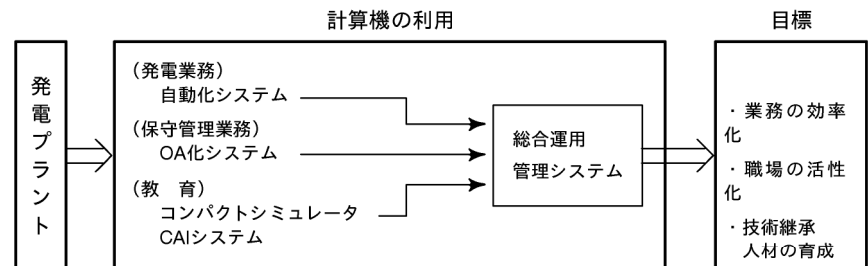 計算機の利用
目標
発電プラント
（発電業務）
自動化システム
（保守管理業務）
OA化システム
（教　育）
コンパクトシミュレータ
CAIシステム
総合運用
管理システム
・業務の効率
化
・職場の活性
化
・技術継承
人材の育成